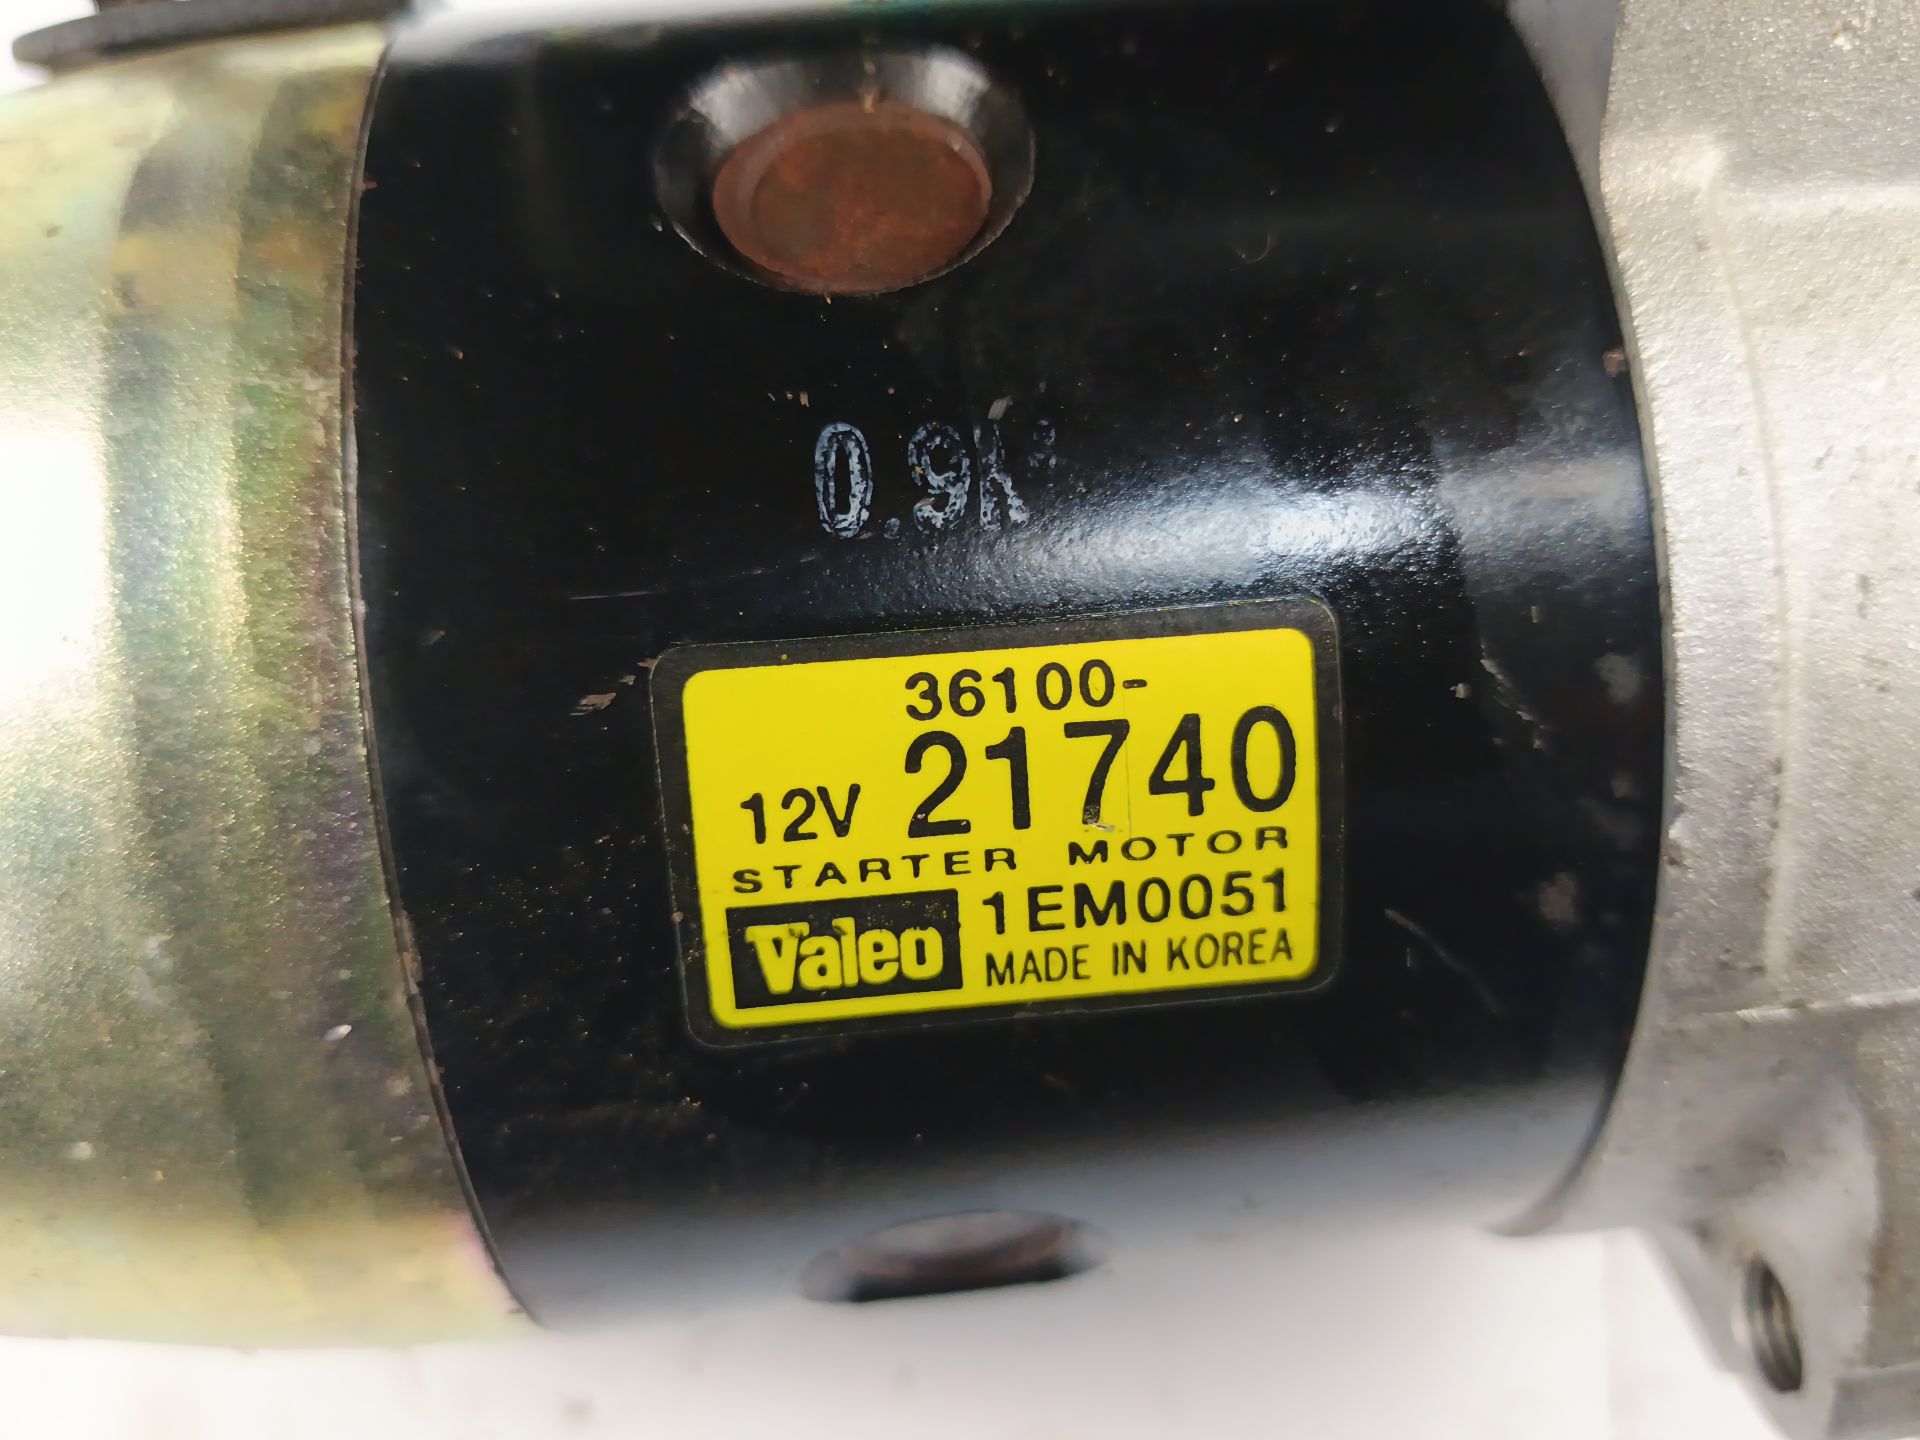 0.9K
36100-
12V 21740
STARTER MOTOR
Valeo 1EM0051
MADE IN KOREA